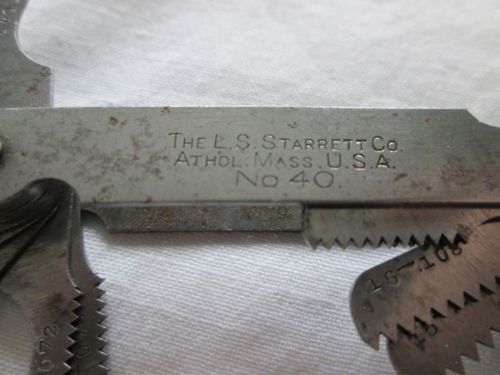 THE L.S. STARRETT CO.
ATHOL. MASS. U.S.A.
No 40.
16-.108
072